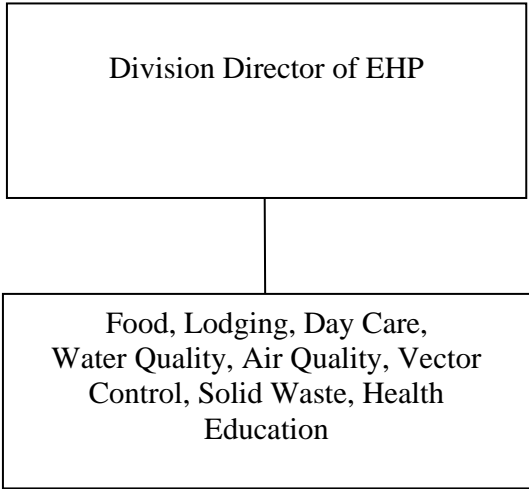 Division Director of EHP
Food, Lodging, Day Care,
Water Quality, Air Quality, Vector
Control, Solid Waste, Health
Education